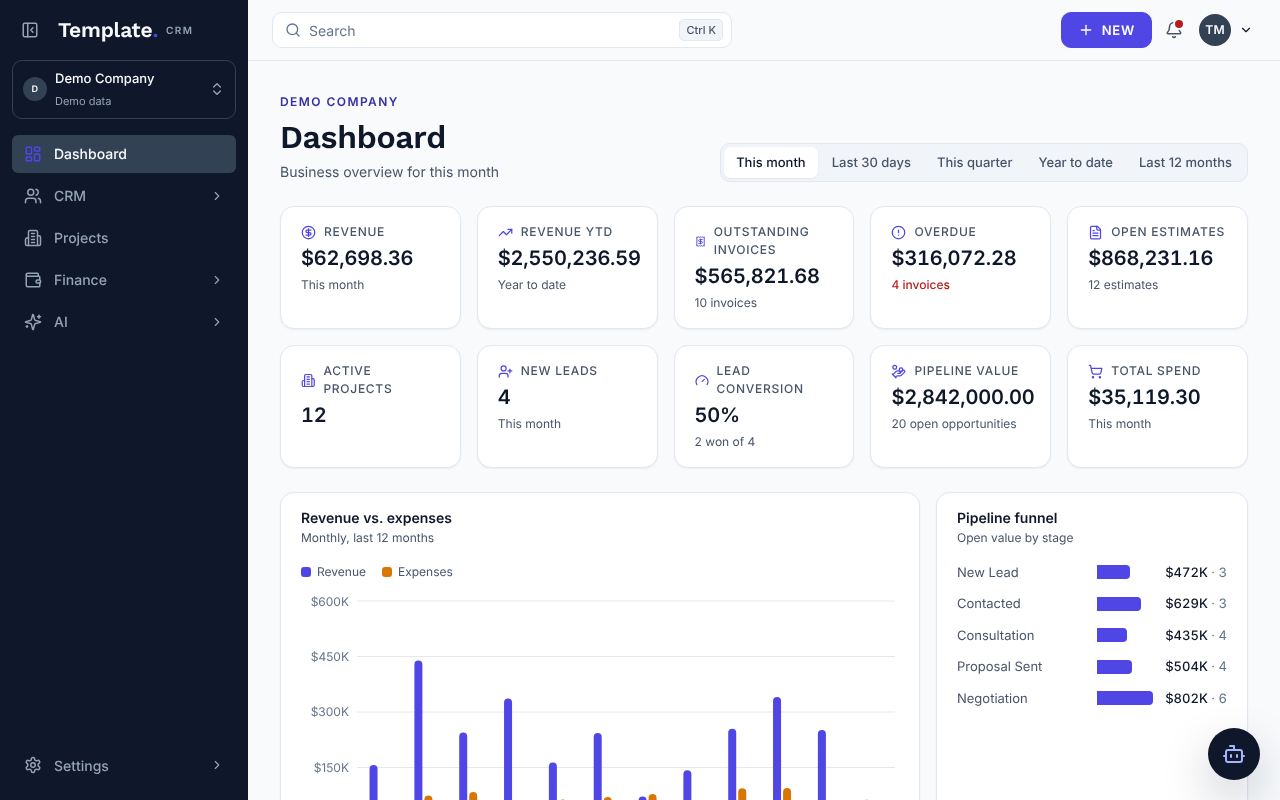 Template. CRM
D
Demo Company
Demo data
Dashboard
CRM
Projects
Finance
AI
Settings
Search
Ctrl K
NEW
TM
DEMO COMPANY
Dashboard
Business overview for this month
This month
Last 30 days
This quarter
Year to date
Last 12 months
REVENUE
$62,698.36
This month
REVENUE YTD
$2,550,236.59
Year to date
OUTSTANDING
INVOICES
$565,821.68
10 invoices
OVERDUE
$316,072.28
4 invoices
OPEN ESTIMATES
$868,231.16
12 estimates
ACTIVE
PROJECTS
12
NEW LEADS
4
This month
LEAD
CONVERSION
50%
2 won of 4
PIPELINE VALUE
$2,842,000.00
20 open opportunities
TOTAL SPEND
$35,119.30
This month
Revenue vs. expenses
Monthly, last 12 months
Revenue
Expenses
$600K
$450K
$300K
$150K
Pipeline funnel
Open value by stage
New Lead $472K · 3
Contacted $629K · 3
Consultation $435K · 4
Proposal Sent $504K · 4
Negotiation $802K · 6